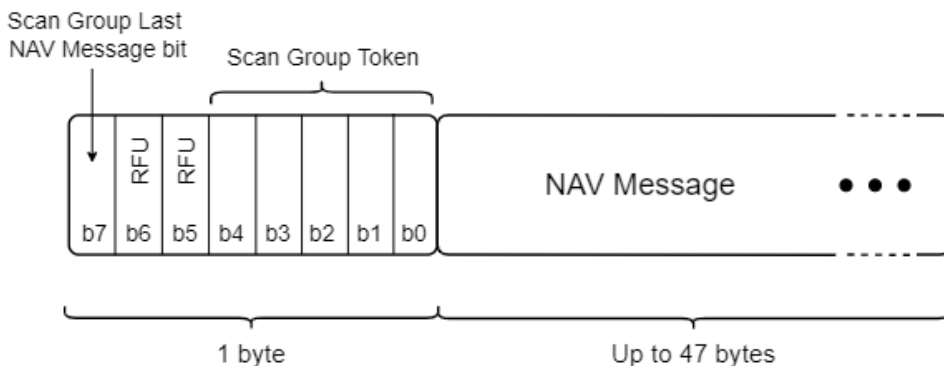 Scan Group Last
NAV Message bit
Scan Group Token
RFU
RFU
b7
b6
b5
b4
b3
b2
b1
b0
NAV Message
1 byte
Up to 47 bytes